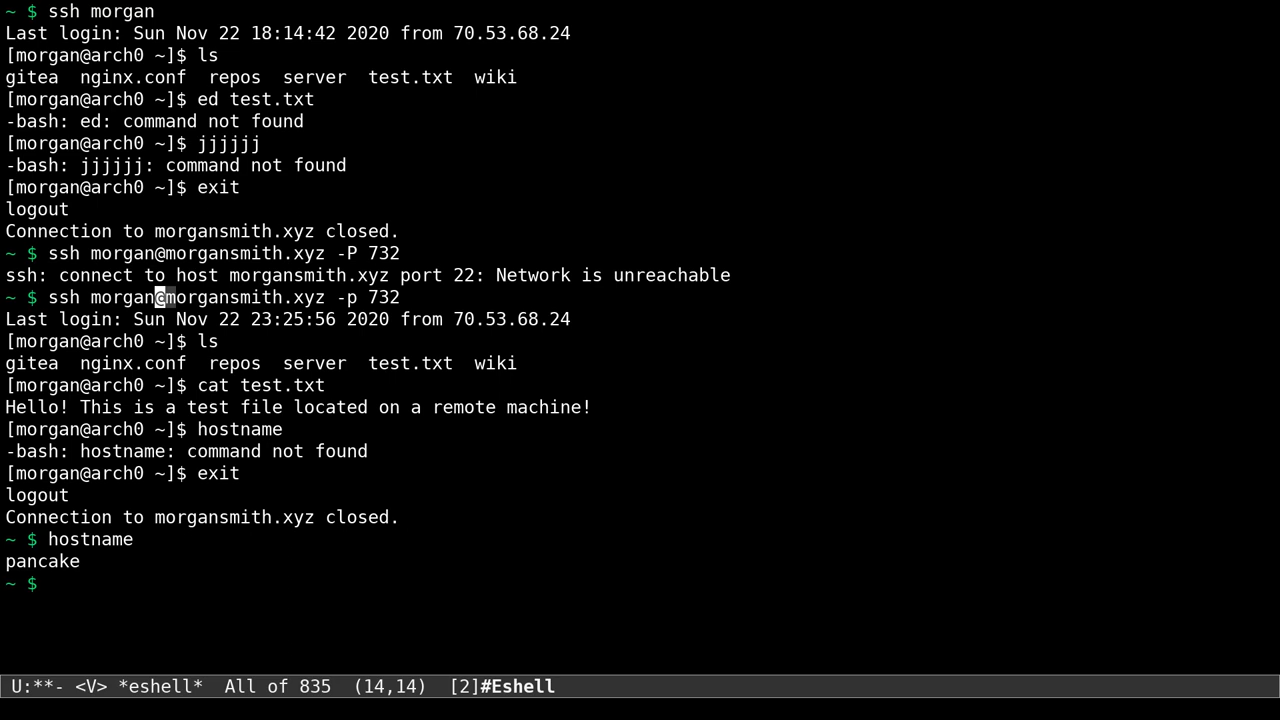 ~ $ ssh morgan
Last login: Sun Nov 22 18:14:42 2020 from 70.53.68.24
[morgan@arch0 ~]$ ls
gitea  nginx.conf  repos  server  test.txt  wiki
[morgan@arch0 ~]$ ed test.txt
-bash: ed: command not found
[morgan@arch0 ~]$ jjjjjj
-bash: jjjjjj: command not found
[morgan@arch0 ~]$ exit
logout
Connection to morgansmith.xyz closed.
~ $ ssh morgan@morgansmith.xyz -P 732
ssh: connect to host morgansmith.xyz port 22: Network is unreachable
~ $ ssh morgan@morgansmith.xyz -p 732
Last login: Sun Nov 22 23:25:56 2020 from 70.53.68.24
[morgan@arch0 ~]$ ls
gitea  nginx.conf  repos  server  test.txt  wiki
[morgan@arch0 ~]$ cat test.txt
Hello! This is a test file located on a remote machine!
[morgan@arch0 ~]$ hostname
-bash: hostname: command not found
[morgan@arch0 ~]$ exit
logout
Connection to morgansmith.xyz closed.
~ $ hostname
pancake
~ $
U:**- <V> *eshell*  All of 835  (14,14)  [2]#Eshell